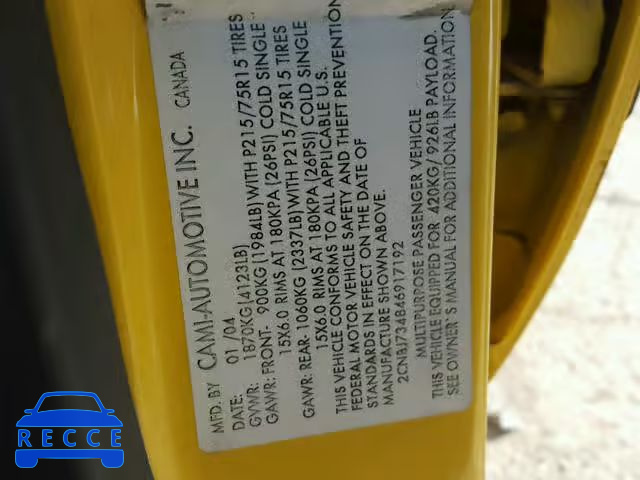 MFD. BY CAMI-AUTOMOTIVE INC. CANADA
DATE: 01/04
GVWR: 1870KG(4123LB)
GAWR: FRONT- 900KG(1984LB)WITH P215/75R15 TIRES
15X6.0 RIMS AT 180KPA(26PSI) COLD SINGLE
GAWR: REAR-1060KG (2337LB)WITH P215/75R15 TIRES
15X6.0 RIMS AT 180KPA(26PSI) COLD SINGLE
THIS VEHICLE CONFORMS TO ALL APPLICABLE U.S.
FEDERAL MOTOR VEHICLE SAFETY AND THEFT PREVENTION
STANDARDS IN EFFECT ON THE DATE OF
MANUFACTURE SHOWN ABOVE.
2CNBJ734846917192
MULTIPURPOSE PASSENGER VEHICLE
VEHICLE EQUIPPED FOR 420KG/926LB PAYLOAD,
SEE OWNER'S MANUAL FOR ADDITIONAL INFORMATION.
RECCE